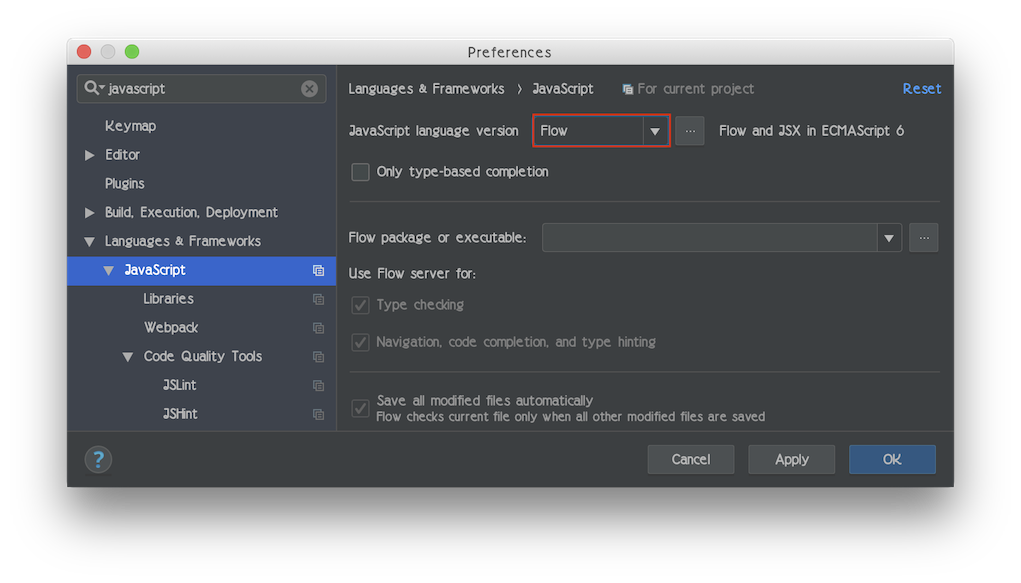 Preferences
javascript
Keymap
Editor
Plugins
Build, Execution, Deployment
Languages & Frameworks
JavaScript
Libraries
Webpack
Code Quality Tools
JSLint
JSHint
Languages & Frameworks › JavaScript For current project Reset
JavaScript language version Flow ... Flow and JSX in ECMAScript 6
Only type-based completion
Flow package or executable: ...
Use Flow server for:
Type checking
Navigation, code completion, and type hinting
Save all modified files automatically
Flow checks current file only when all other modified files are saved
? Cancel Apply OK